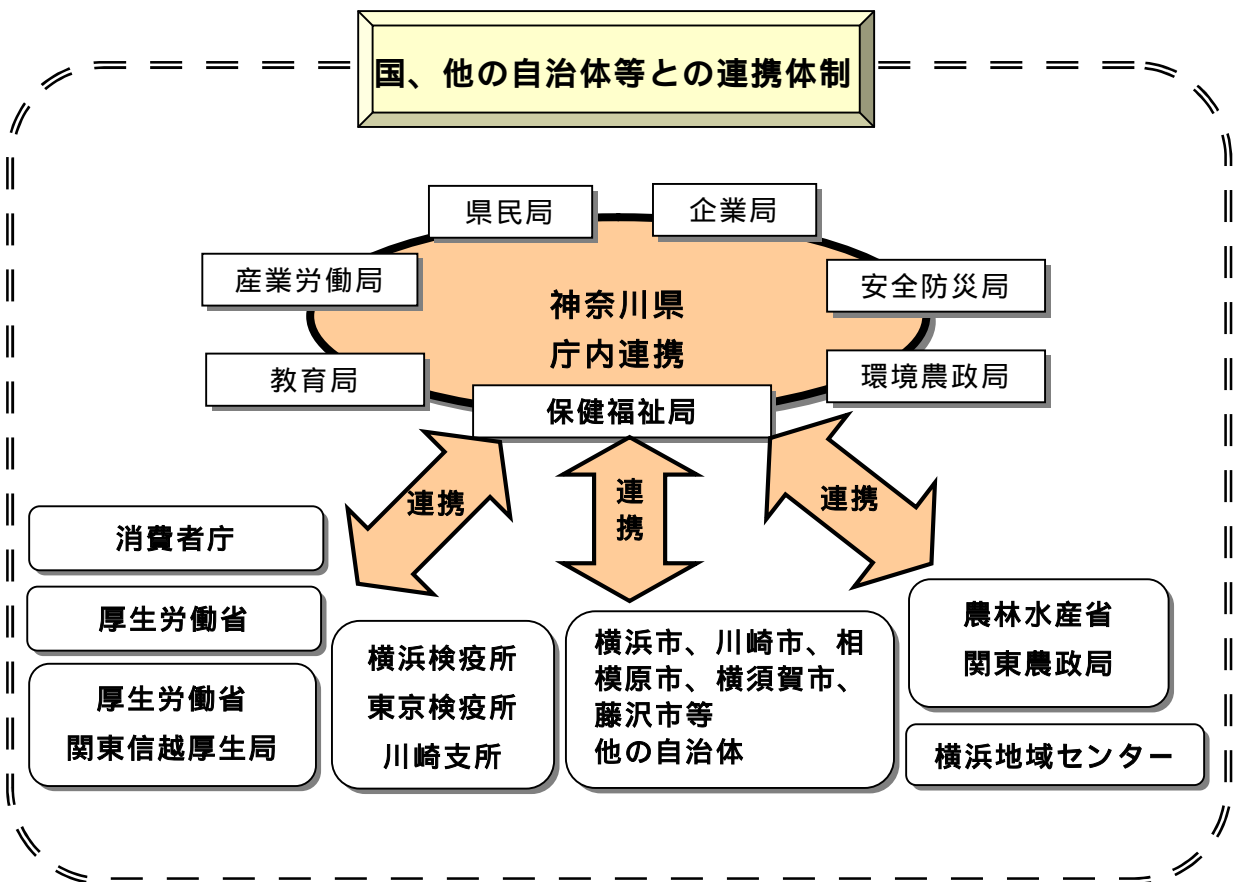 国、他の自治体等との連携体制
県民局
企業局
産業労働局
安全防災局
神奈川県
庁内連携
教育局
環境農政局
保健福祉局
連携
連
携
連携
消費者庁
厚生労働省
厚生労働省
関東信越厚生局
横浜検疫所
東京検疫所
川崎支所
横浜市、川崎市、相
模原市、横須賀市、
藤沢市等
他の自治体
農林水産省
関東農政局
横浜地域センター